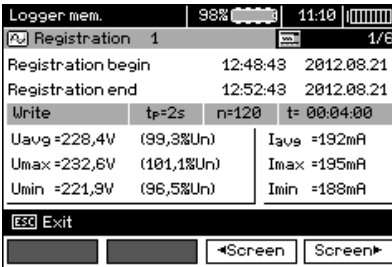 Logger mem. 98% 11:10
Registration 1 1/6
Registration begin 12:48:43 2012.08.21
Registration end 12:52:43 2012.08.21
Write tP=2s n=120 t= 00:04:00
Uavg =228,4V (99,3%Un) Iavg =192mA
Umax =232,6V (101,1%Un) Imax =195mA
Umin =221,9V (96,5%Un) Imin =188mA
ESC Exit
◄Screen Screen►